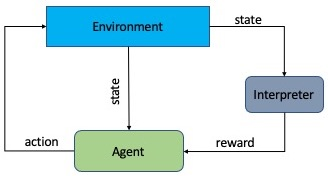 Environment
state
state
Interpreter
action
Agent
reward